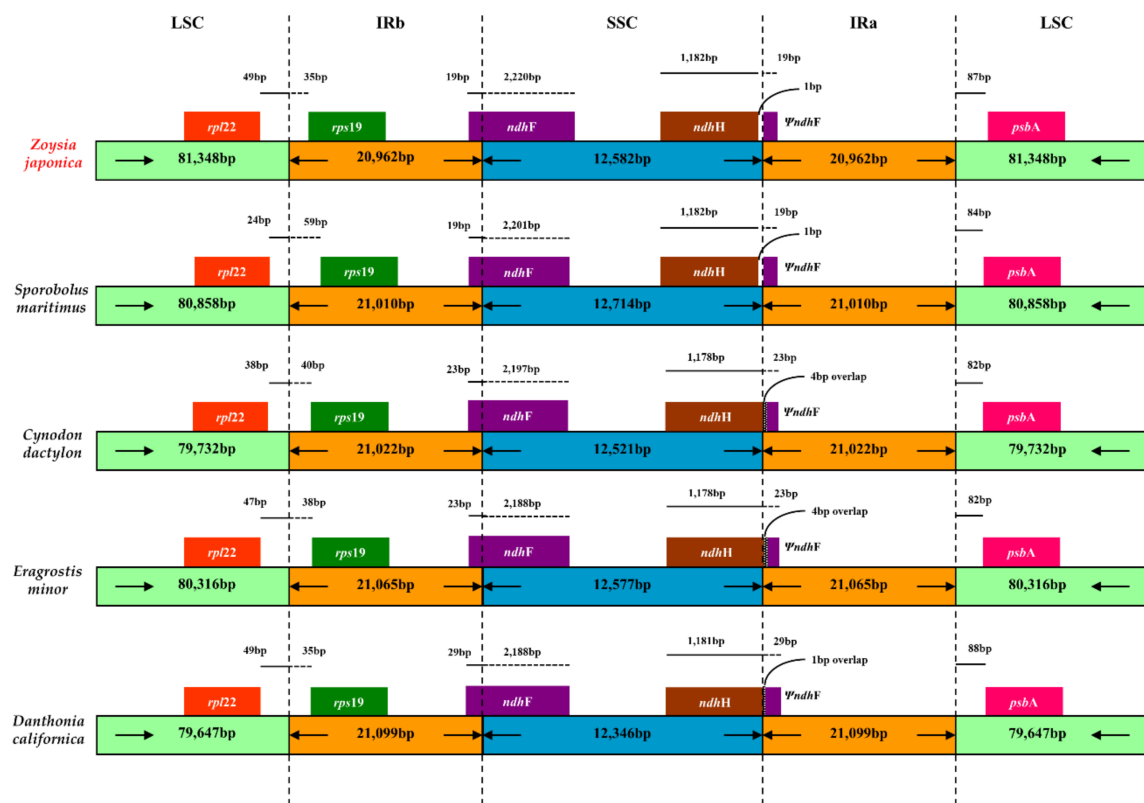 LSC IRb SSC IRa LSC
1,182bp 19bp
49bp 35bp 19bp 2,220bp 1bp 87bp
rpl22 rps19 ndhF ndhH ΨndhF psbA
Zoysia
japonica
81,348bp 20,962bp 12,582bp 20,962bp 81,348bp
1,182bp 19bp
24bp 59bp 19bp 2,201bp 1bp 84bp
rpl22 rps19 ndhF ndhH ΨndhF psbA
Sporobolus
maritimus
80,858bp 21,010bp 12,714bp 21,010bp 80,858bp
1,178bp 23bp
38bp 40bp 23bp 2,197bp 4bp overlap 82bp
rpl22 rps19 ndhF ndhH ΨndhF psbA
Cynodon
dactylon
79,732bp 21,022bp 12,521bp 21,022bp 79,732bp
1,178bp 23bp
47bp 38bp 23bp 2,188bp 4bp overlap 82bp
rpl22 rps19 ndhF ndhH ΨndhF psbA
Eragrostis
minor
80,316bp 21,065bp 12,577bp 21,065bp 80,316bp
1,181bp 29bp
49bp 35bp 29bp 2,188bp 1bp overlap 88bp
rpl22 rps19 ndhF ndhH ΨndhF psbA
Danthonia
californica
79,647bp 21,099bp 12,346bp 21,099bp 79,647bp